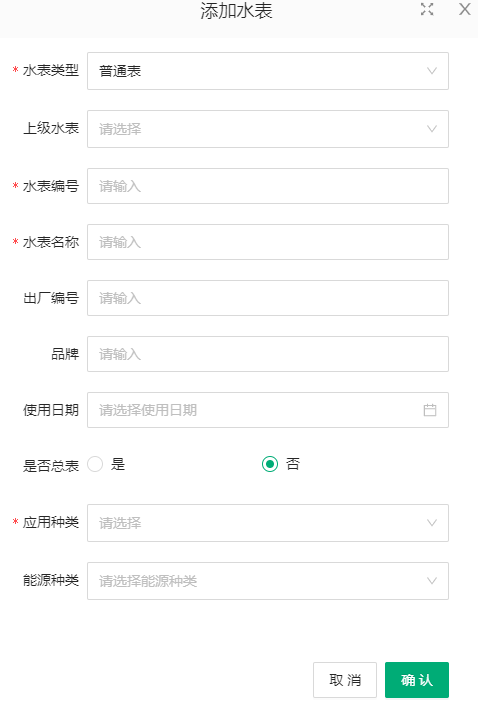 添加水表
* 水表类型 普通表
上级水表 请选择
* 水表编号 请输入
* 水表名称 请输入
出厂编号 请输入
品牌 请输入
使用日期 请选择使用日期
是否总表 是 否
* 应用种类 请选择
能源种类 请选择能源种类
取 消 确 认